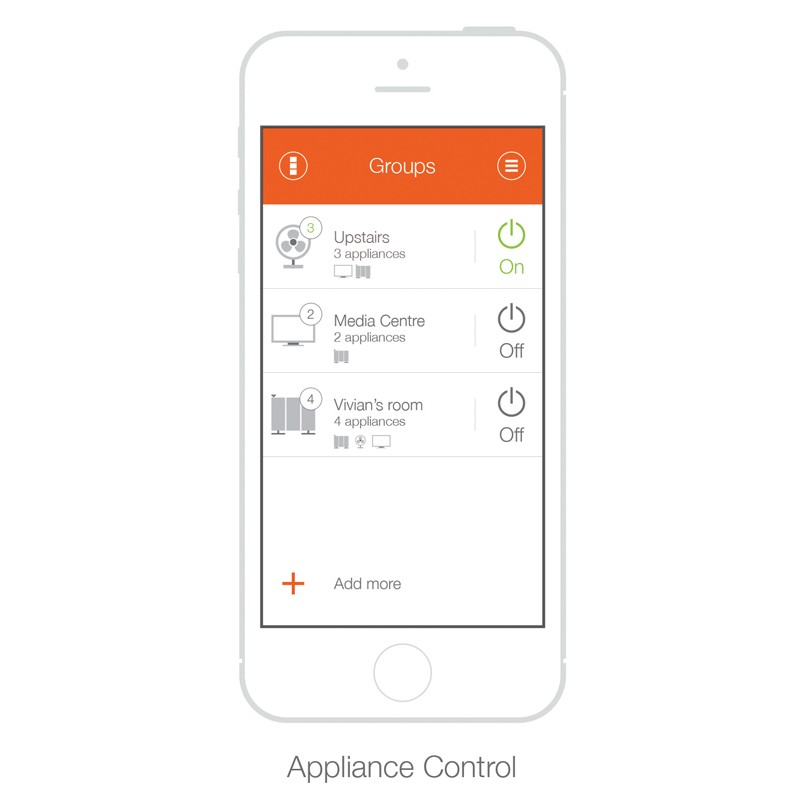 Groups
3
Upstairs
3 appliances
On
2
Media Centre
2 appliances
Off
4
Vivian's room
4 appliances
Off
+ Add more
Appliance Control